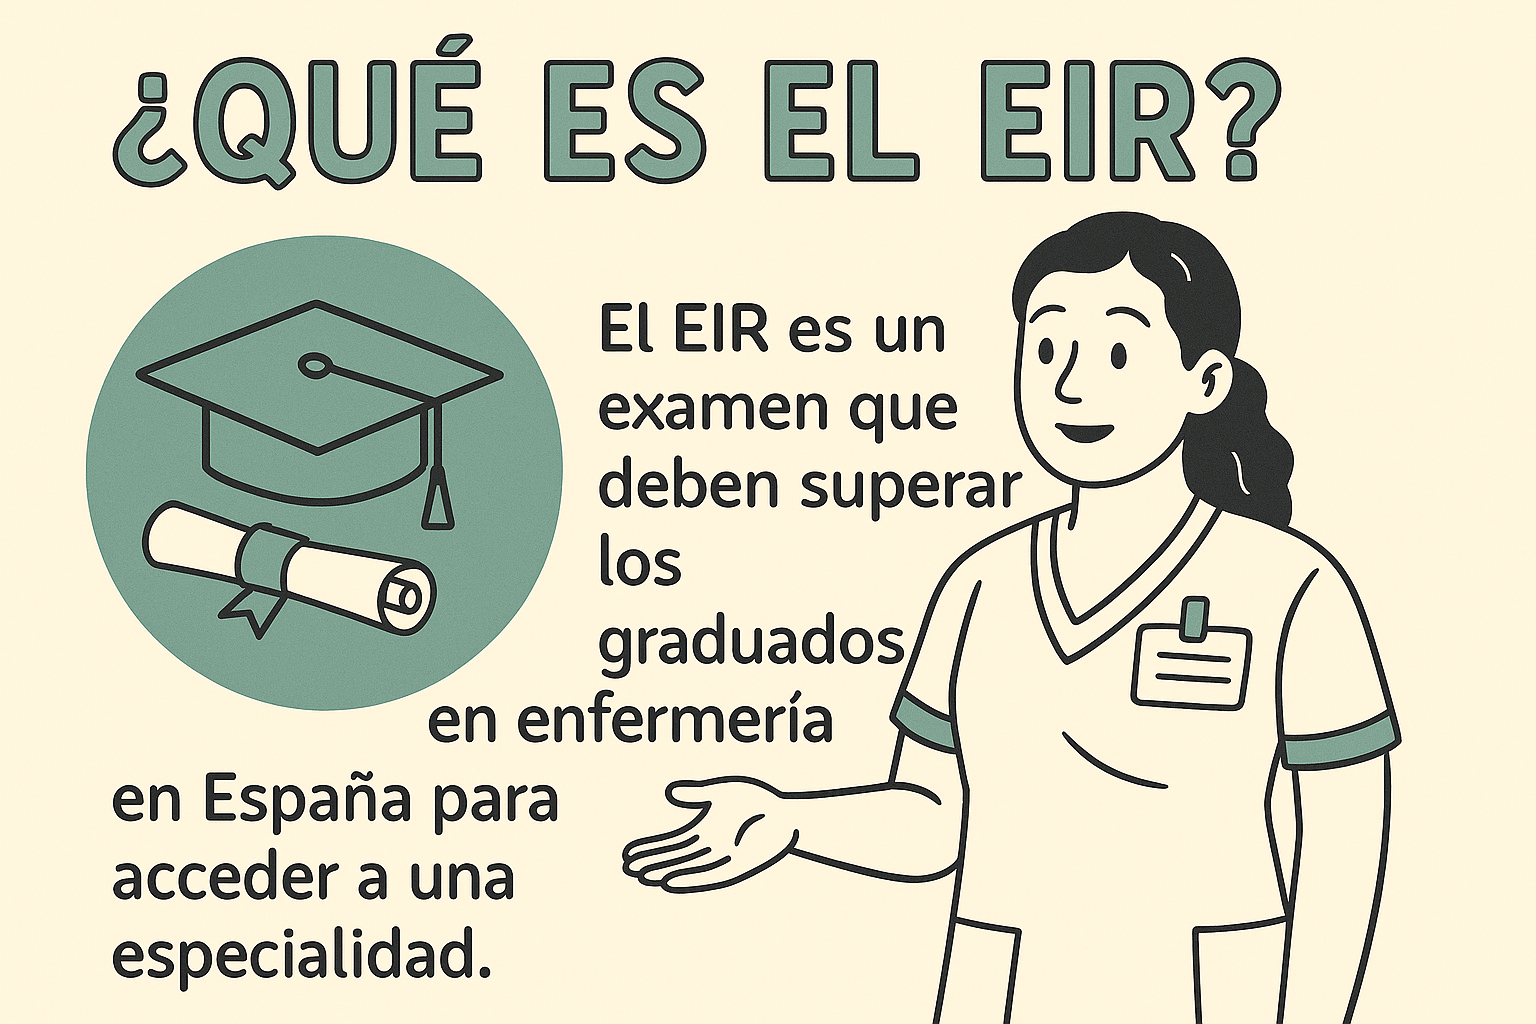 ¿QUÉ ES EL EIR?
El EIR es un
examen que
deben superar
los
graduados
en enfermería
en España para
acceder a una
especialidad.